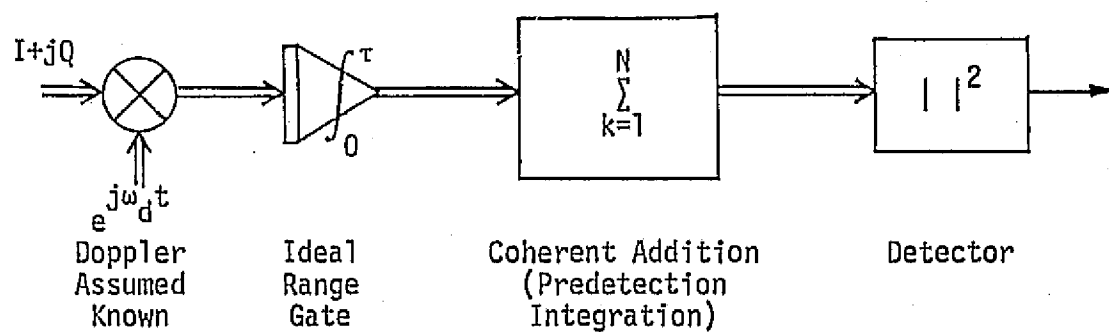 I+jQ
τ
∫
0
N
∑
k=1
| |²
e^jω_d t
Doppler
Assumed
Known
Ideal
Range
Gate
Coherent Addition
(Predetection
Integration)
Detector